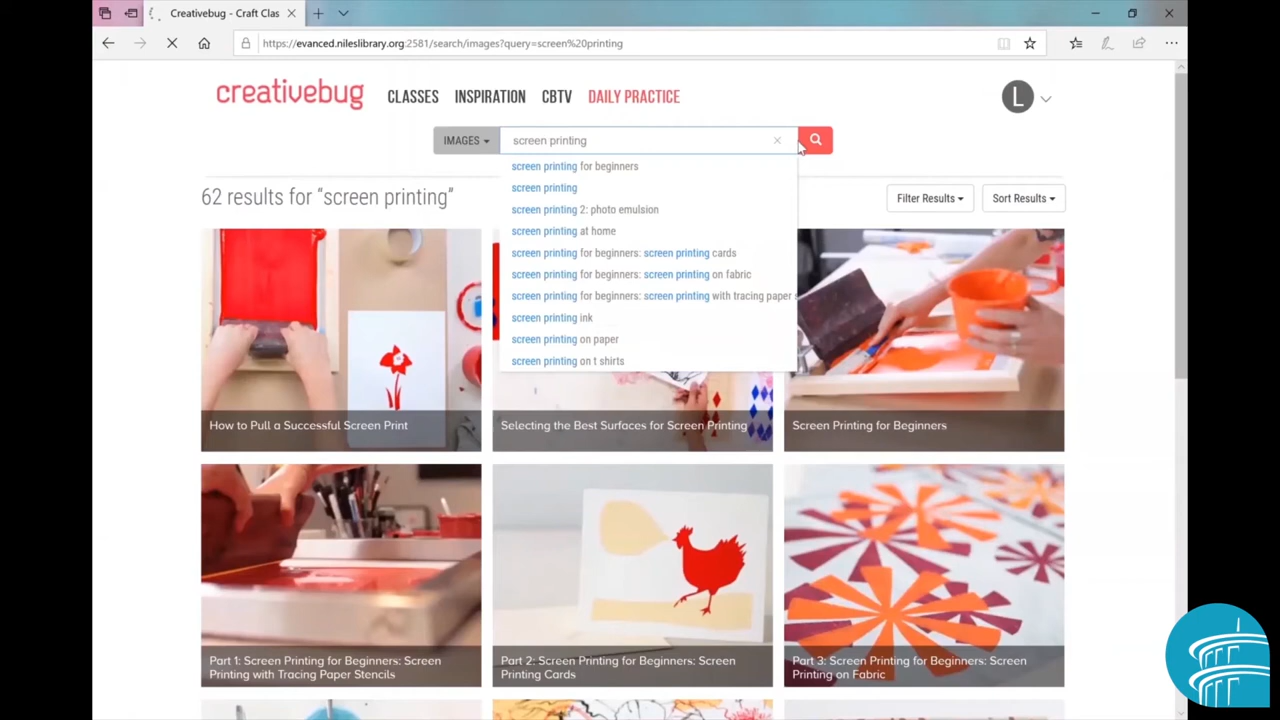 Creativebug - Craft Clas
https://evanced.nileslibrary.org:2581/search/images?query=screen%20printing
creativebug
CLASSES INSPIRATION CBTV DAILY PRACTICE
L
IMAGES
screen printing
screen printing for beginners
screen printing
screen printing 2: photo emulsion
screen printing at home
screen printing for beginners: screen printing cards
screen printing for beginners: screen printing on fabric
screen printing for beginners: screen printing with tracing paper s
screen printing ink
screen printing on paper
screen printing on t shirts
62 results for “screen printing”
Filter Results
Sort Results
How to Pull a Successful Screen Print
Selecting the Best Surfaces for Screen Printing
Screen Printing for Beginners
Part 1: Screen Printing for Beginners: Screen
Printing with Tracing Paper Stencils
Part 2: Screen Printing for Beginners: Screen
Printing Cards
Part 3: Screen Printing for Beginners: Screen
Printing on Fabric